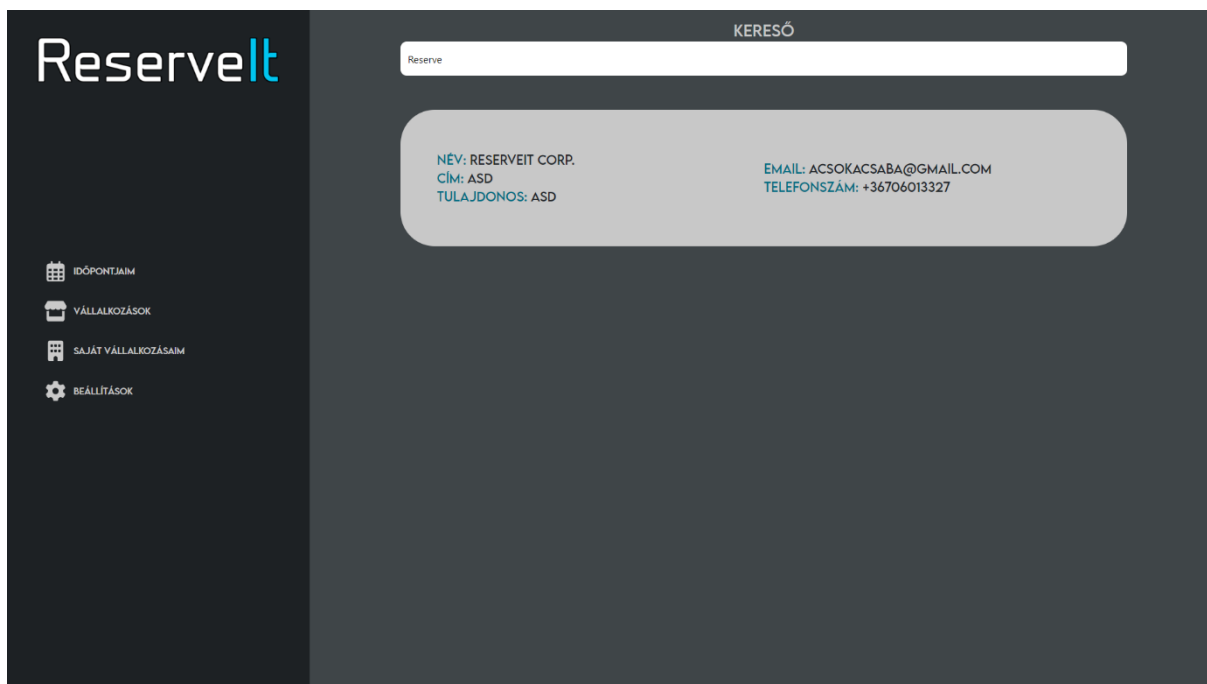 ReserveIt
IDŐPONTJAIM
VÁLLALKOZÁSOK
SAJÁT VÁLLALKOZÁSAIM
BEÁLLÍTÁSOK
KERESŐ
Reserve
NÉV: RESERVEIT CORP.
CÍM: ASD
TULAJDONOS: ASD
EMAIL: ACSOKACSABA@GMAIL.COM
TELEFONSZÁM: +36706013327